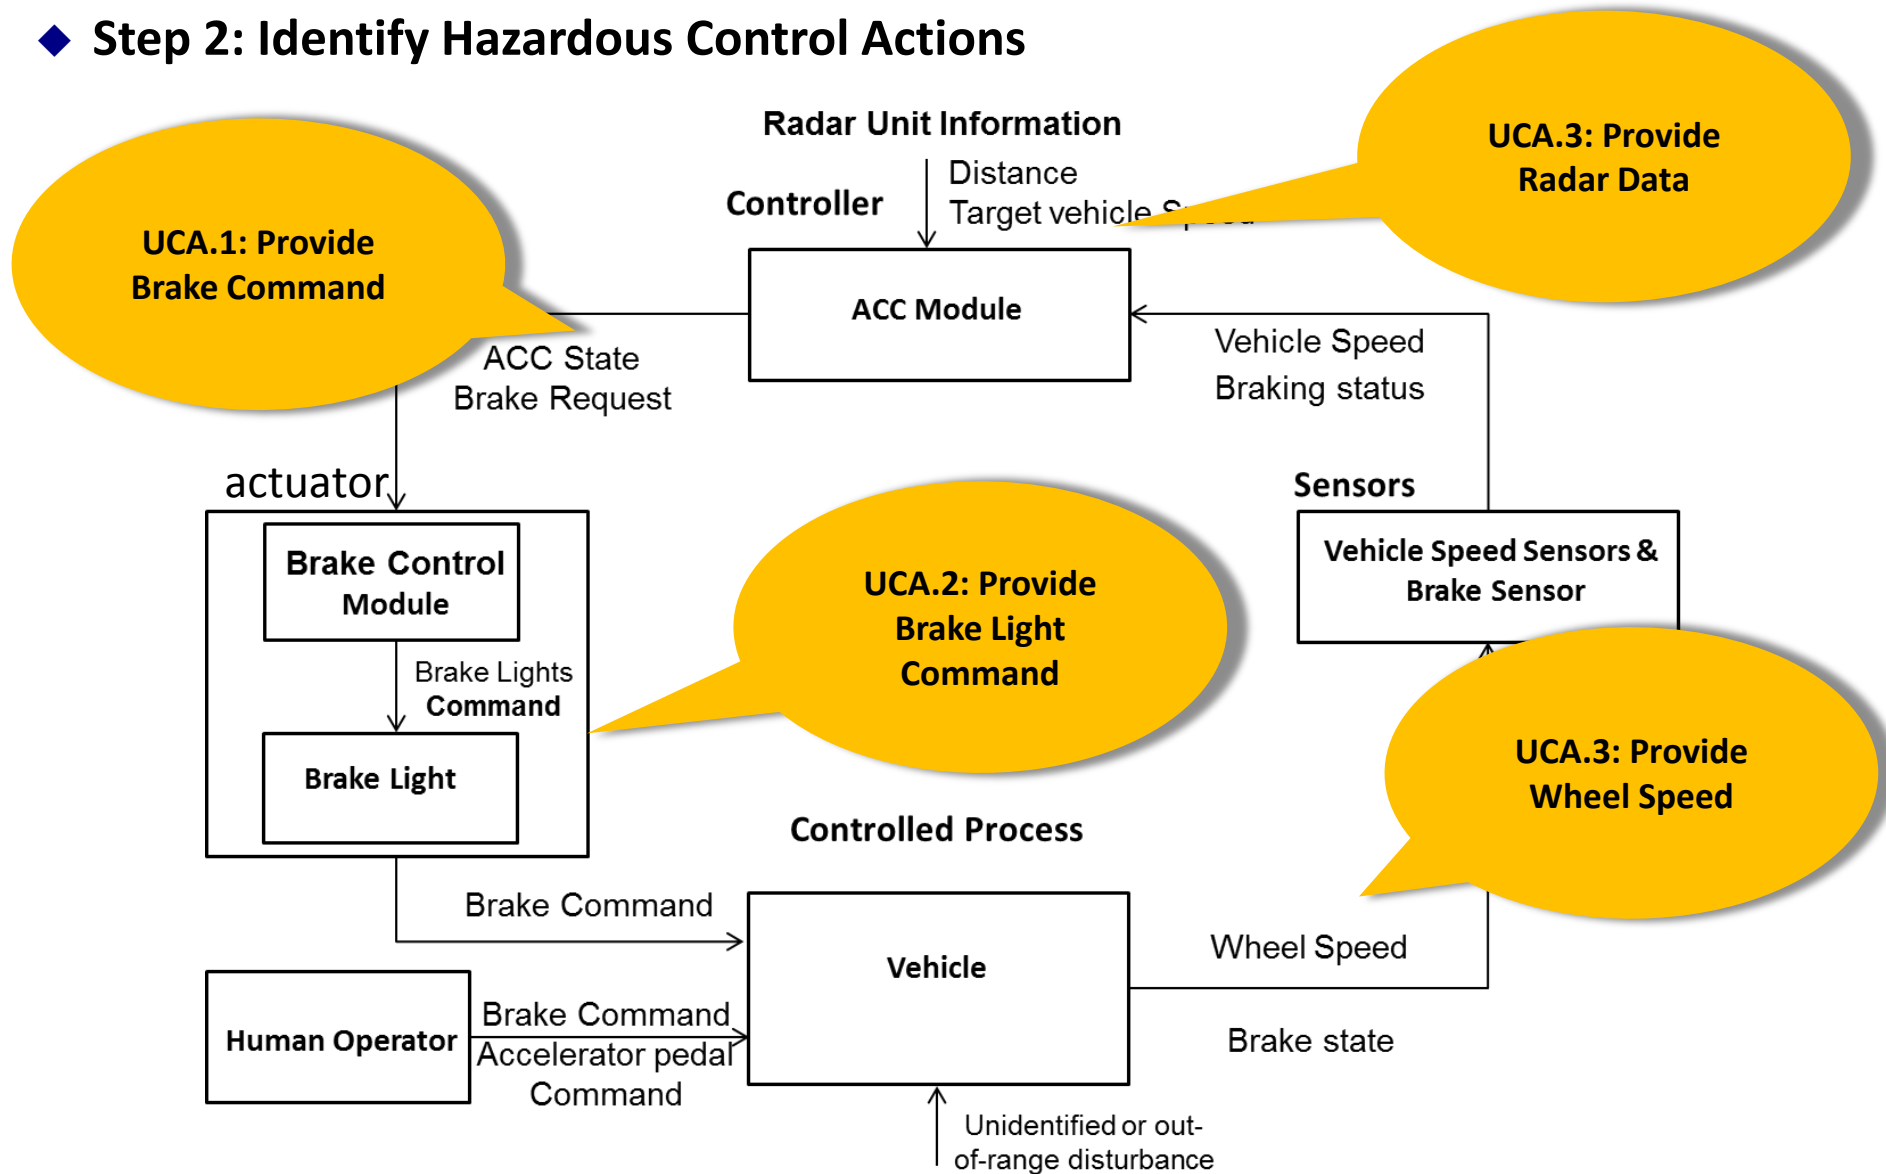 Step 2: Identify Hazardous Control Actions
Radar Unit Information
Distance
Target vehicle Speed
Controller
UCA.3: Provide
Radar Data
UCA.1: Provide
Brake Command
ACC Module
ACC State
Brake Request
Vehicle Speed
Braking status
actuator
Sensors
Brake Control
Module
Brake Lights
Command
Brake Light
UCA.2: Provide
Brake Light
Command
Vehicle Speed Sensors &
Brake Sensor
UCA.3: Provide
Wheel Speed
Controlled Process
Brake Command
Vehicle
Wheel Speed
Brake state
Human Operator
Brake Command
Accelerator pedal
Command
Unidentified or out-
of-range disturbance